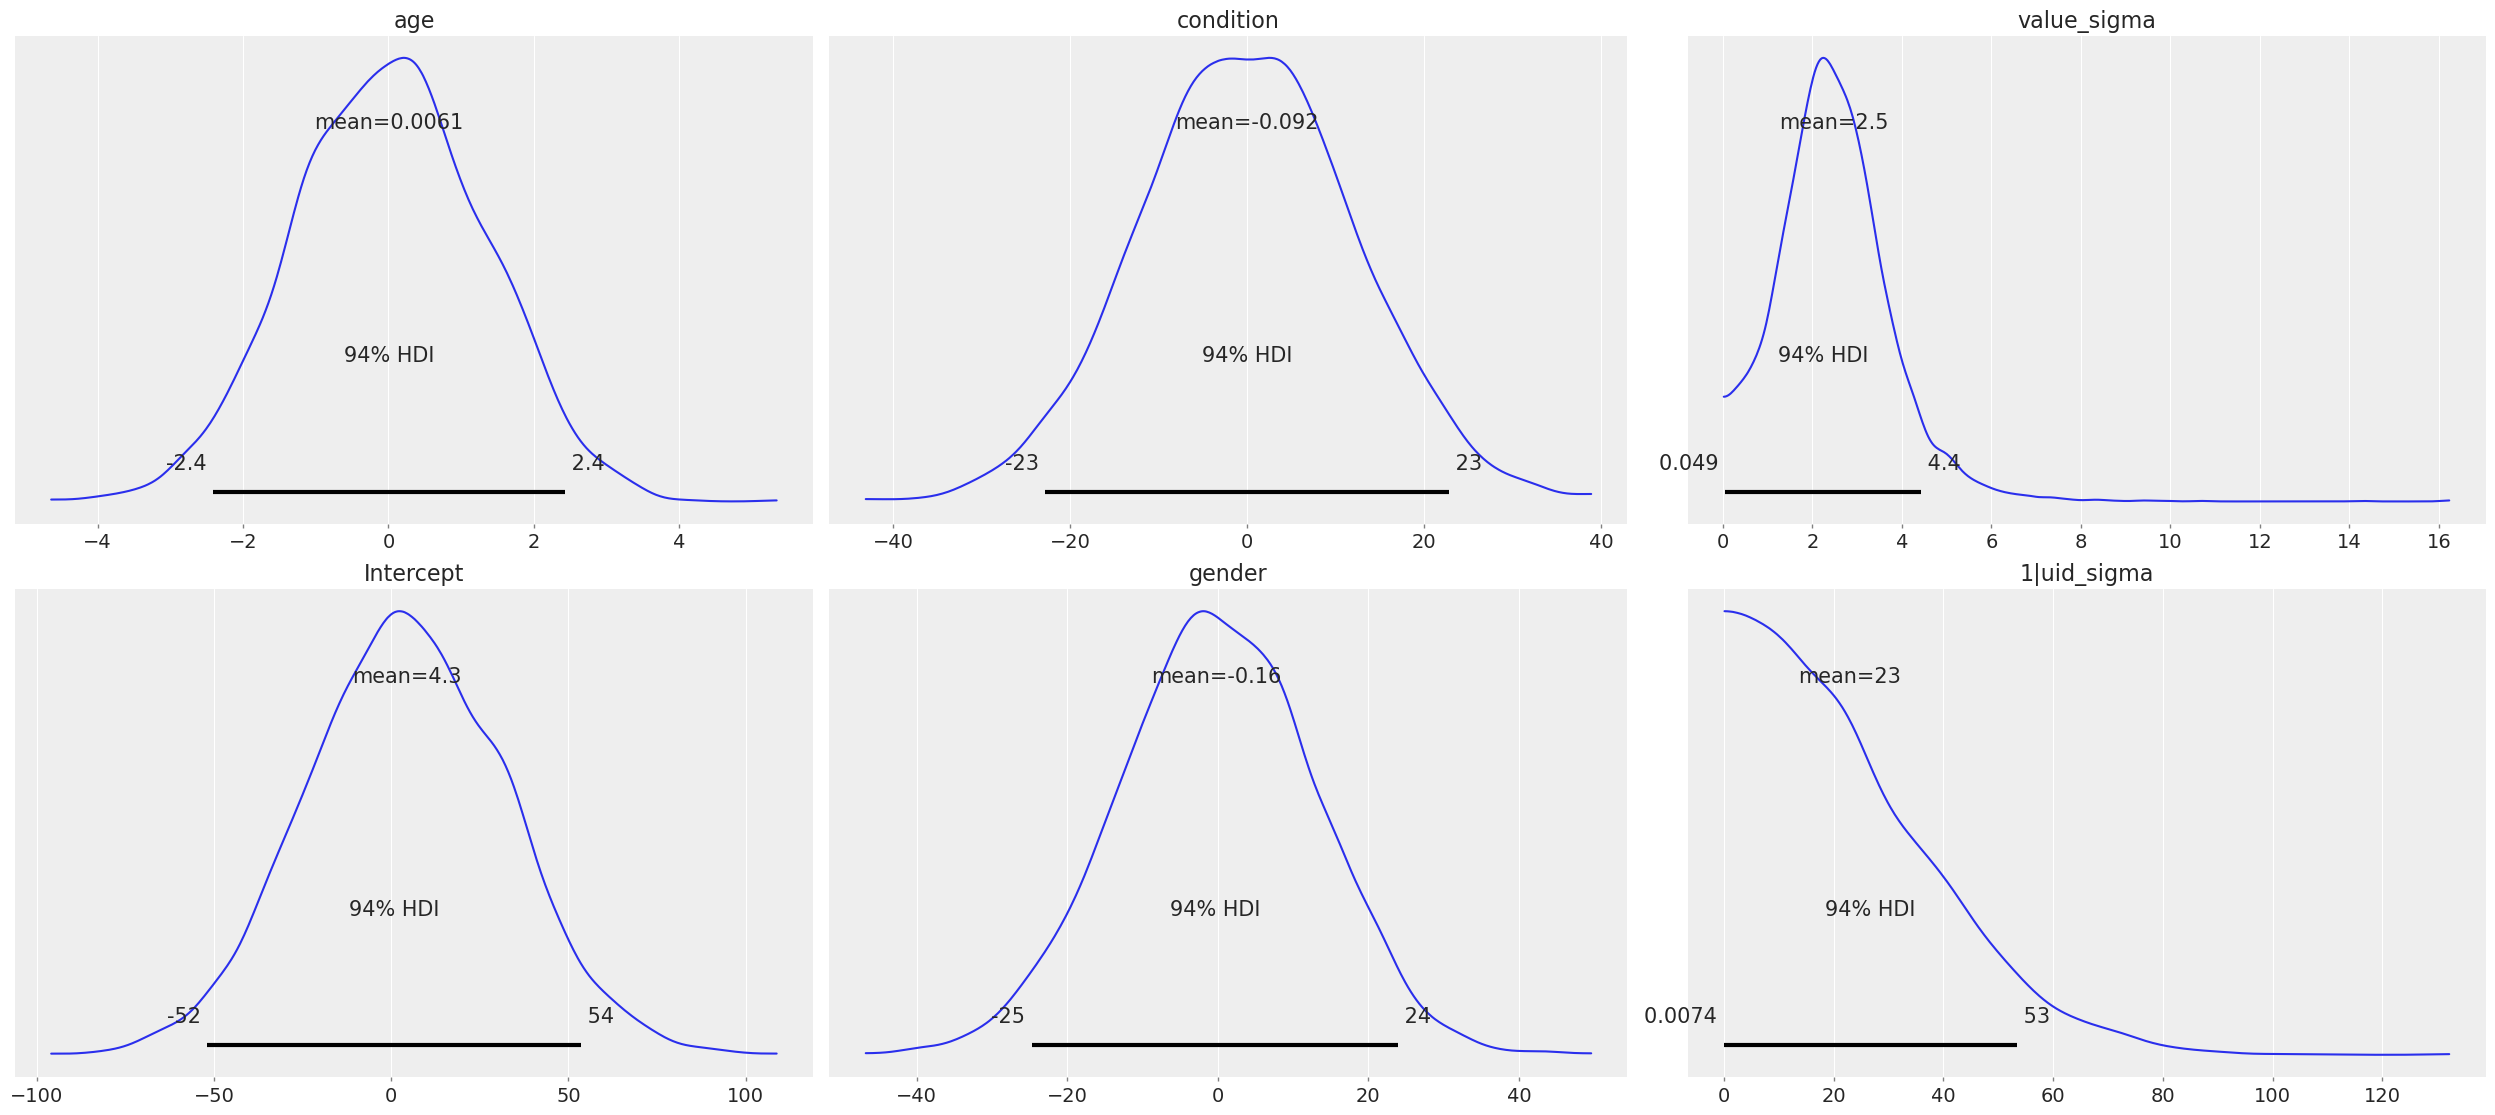 age
mean=0.0061
94% HDI
-2.4 2.4
−4 −2 0 2 4
condition
mean=-0.092
94% HDI
-23 23
−40 −20 0 20 40
value_sigma
mean=2.5
94% HDI
0.049 4.4
0 2 4 6 8 10 12 14 16
Intercept
mean=4.3
94% HDI
-52 54
−100 −50 0 50 100
gender
mean=-0.16
94% HDI
-25 24
−40 −20 0 20 40
1|uid_sigma
mean=23
94% HDI
0.0074 53
0 20 40 60 80 100 120